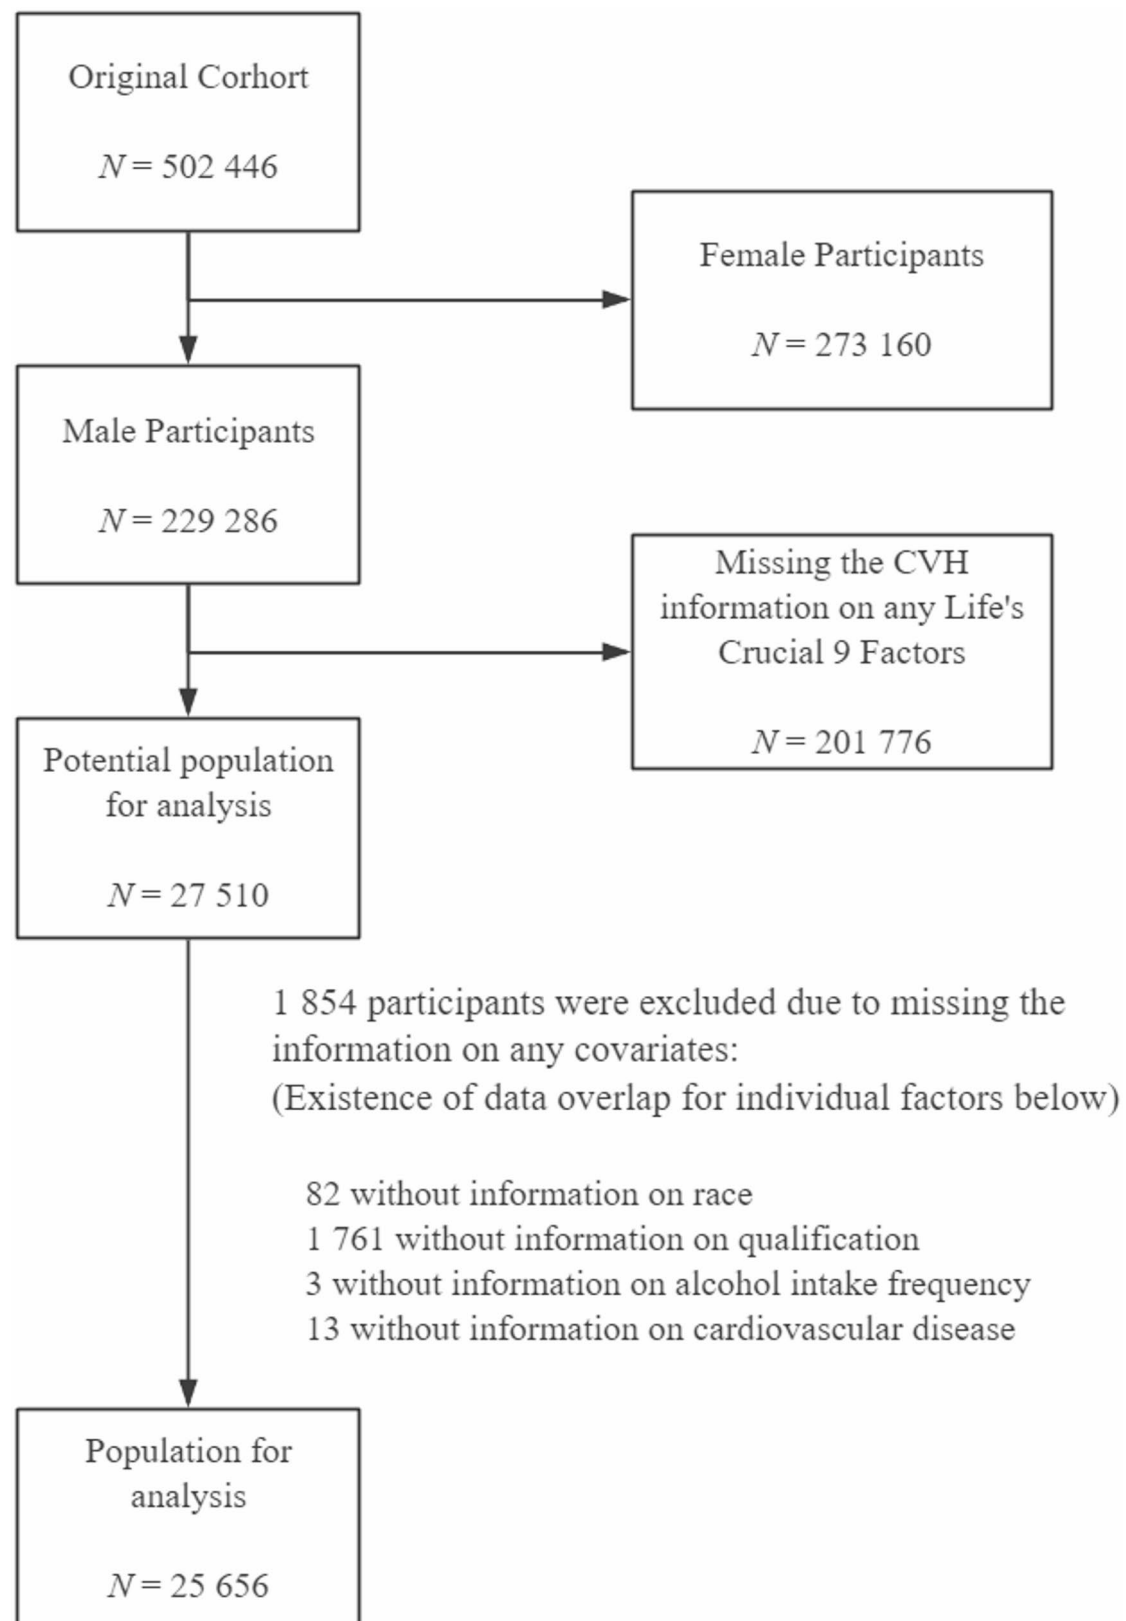 Original Corhort
N = 502 446
Female Participants
N = 273 160
Male Participants
N = 229 286
Missing the CVH
information on any Life's
Crucial 9 Factors
N = 201 776
Potential population
for analysis
N = 27 510
1 854 participants were excluded due to missing the
information on any covariates:
(Existence of data overlap for individual factors below)
82 without information on race
1 761 without information on qualification
3 without information on alcohol intake frequency
13 without information on cardiovascular disease
Population for
analysis
N = 25 656